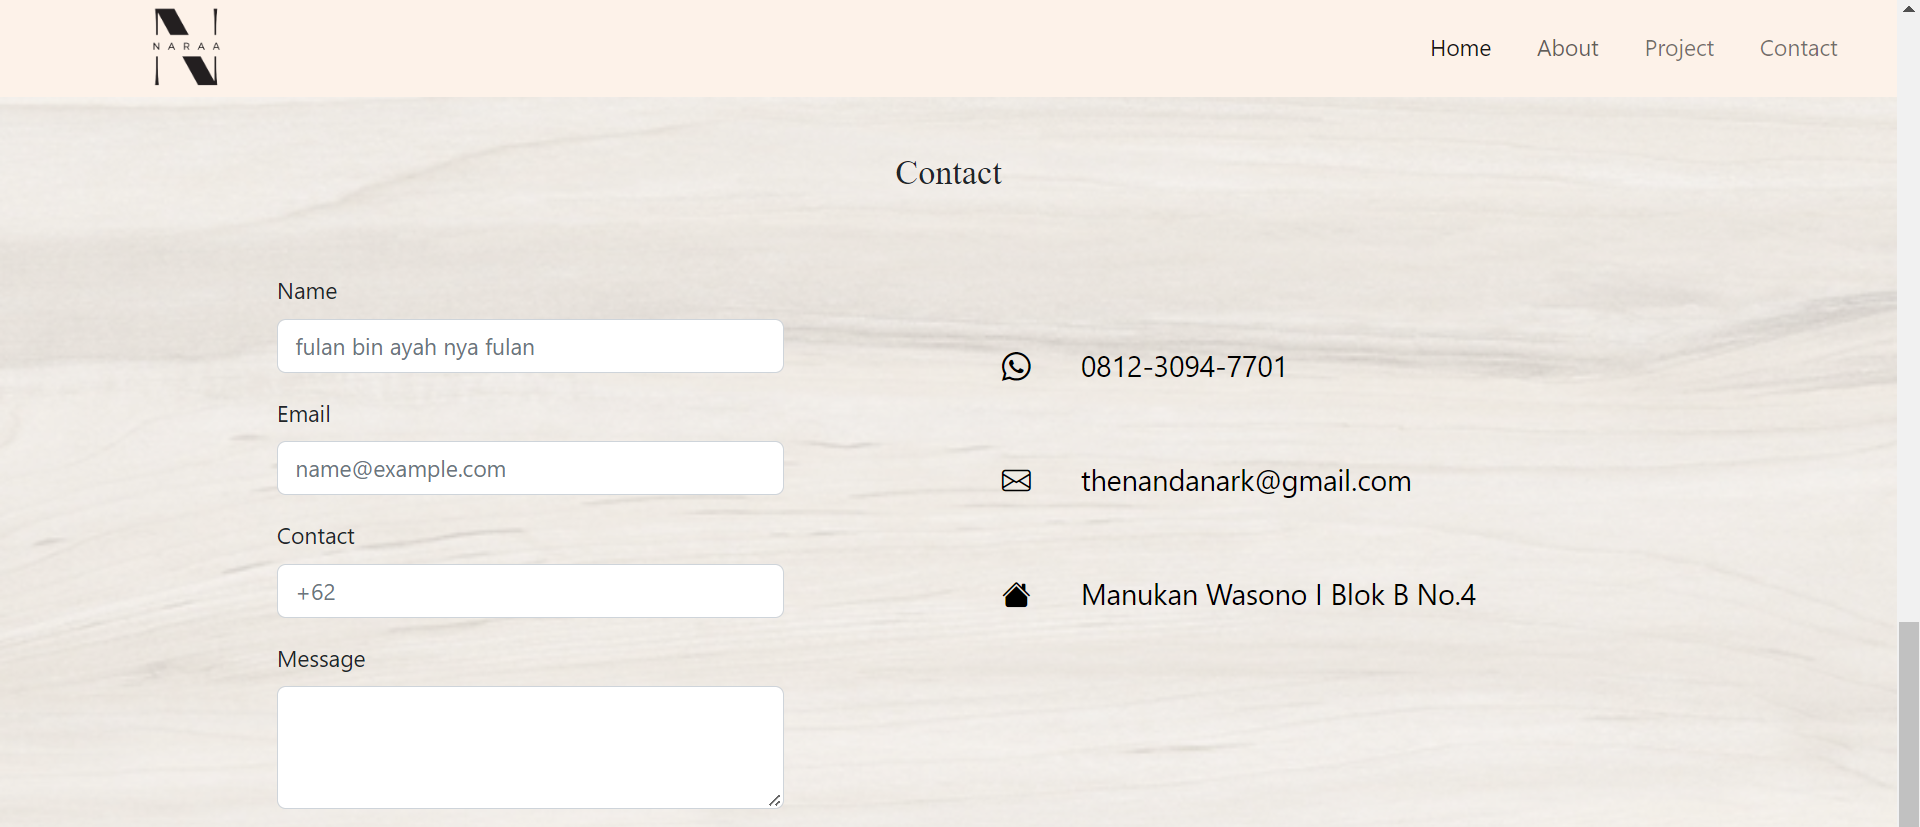 NARAA
Home About Project Contact
Contact
Name
fulan bin ayah nya fulan
Email
name@example.com
Contact
+62
Message
0812-3094-7701
thenandanark@gmail.com
Manukan Wasono I Blok B No.4